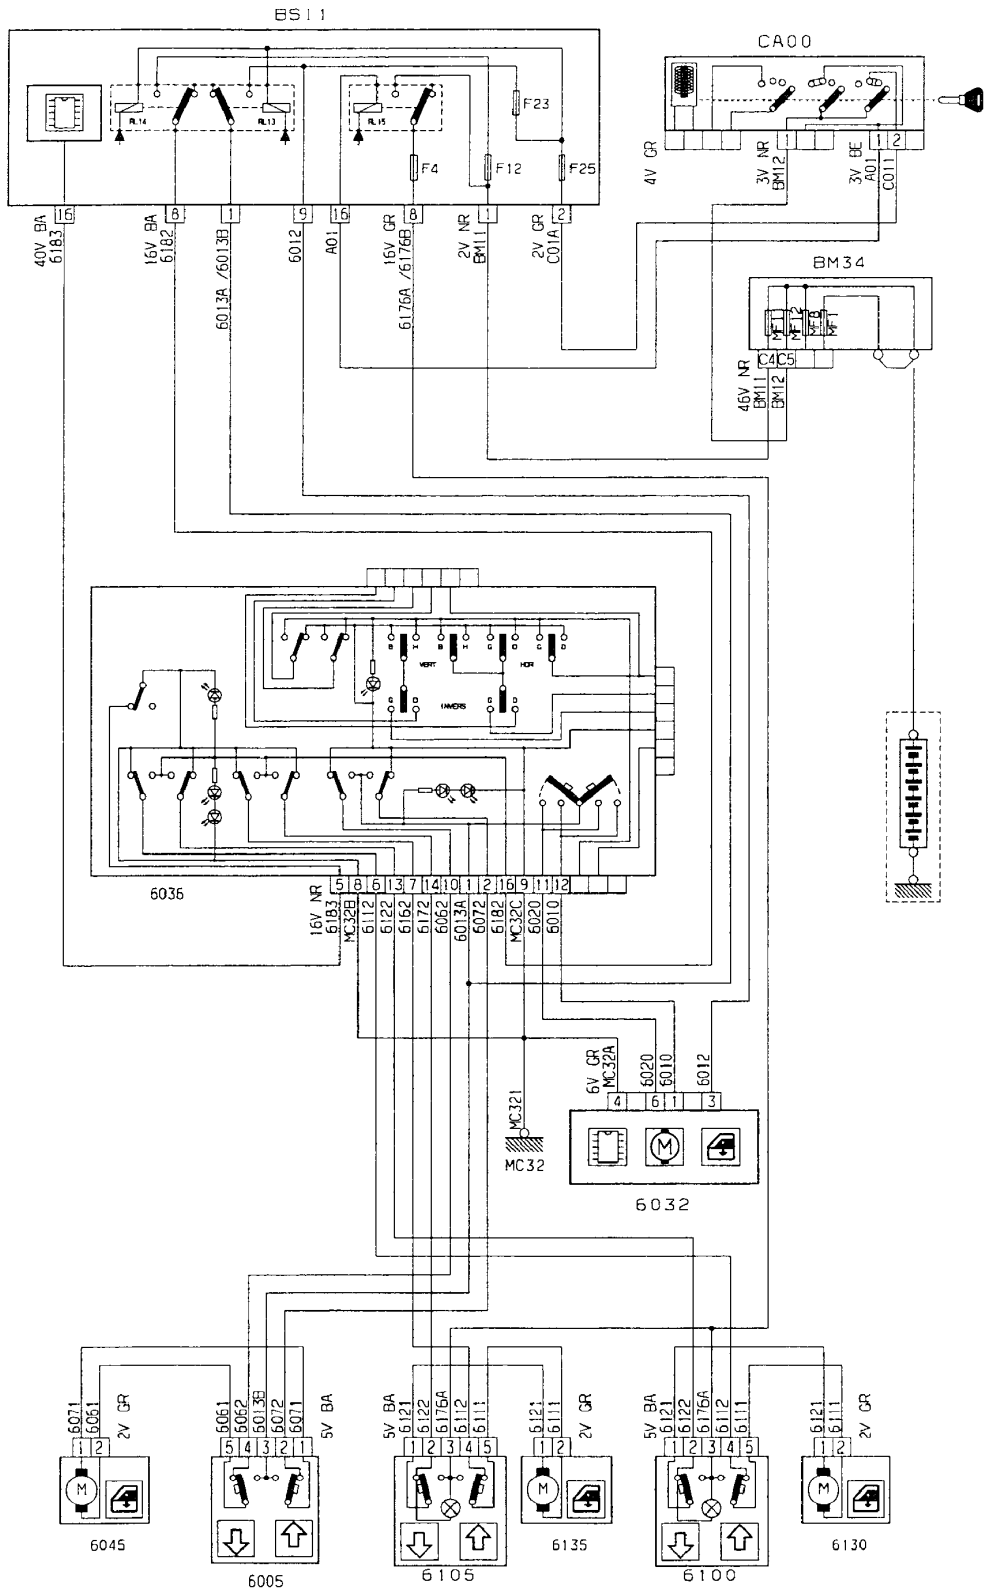 BSI1
CA00
RL14
RL13
RL15
F23
F4
F12
F25
16
8
1
9
16
8
1
2
40V BA
6183
16V BA
6182
6013A /6013B
6012
A01
16V GR
6176A /6176B
2V NR
BM11
2V GR
C01A
4V GR
1
3V NR
BM12
1 2
3V BE
A01
C011
BM34
MF11
MF12
MF8
MF1
C4 C5
46V NR
BM11
BM12
B H B H G D G D
VERT
HOR
G D
INVERS
G D
6036
5 8 6 13 7 14 10 1 2 16 9 11 12
16V NR
6183
MC32B
6112
6122
6162
6172
6062
6013A
6072
6182
MC32C
6020
6010
6V GR
MC32A
6020
6010
6012
4 6 1 3
M
6032
MC321
MC32
6071
6061
2V GR
1 2
M
6045
6061
6062
6013B
6072
6071
5V BA
5 4 3 2 1
6005
5V BA
6121
6122
6176A
6112
6111
1 2 3 4 5
6105
6121
6111
2V GR
1 2
M
6135
5V BA
6121
6122
6176A
6112
6111
1 2 3 4 5
6100
6121
6111
2V GR
1 2
M
6130